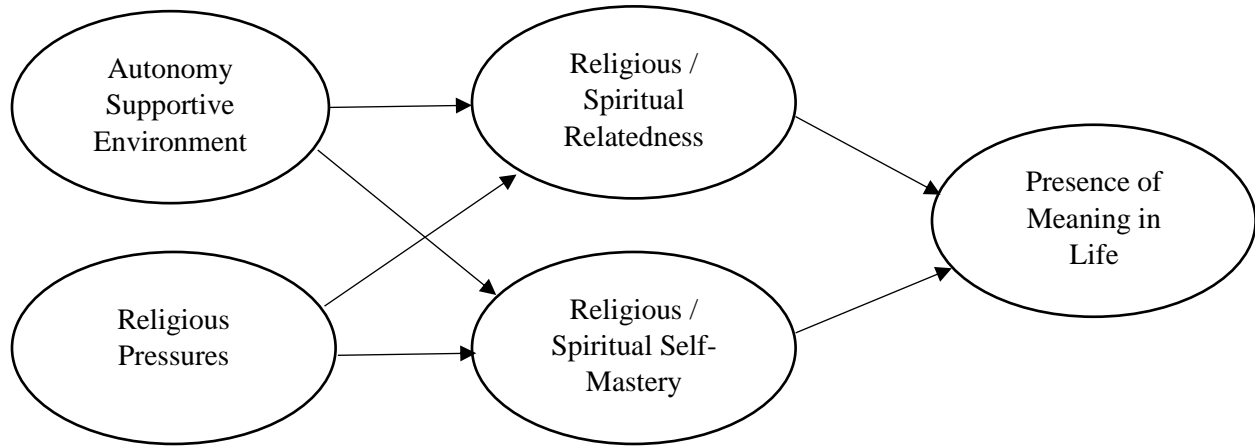 Autonomy
Supportive
Environment
Religious /
Spiritual
Relatedness
Presence of
Meaning in
Life
Religious
Pressures
Religious /
Spiritual Self-
Mastery